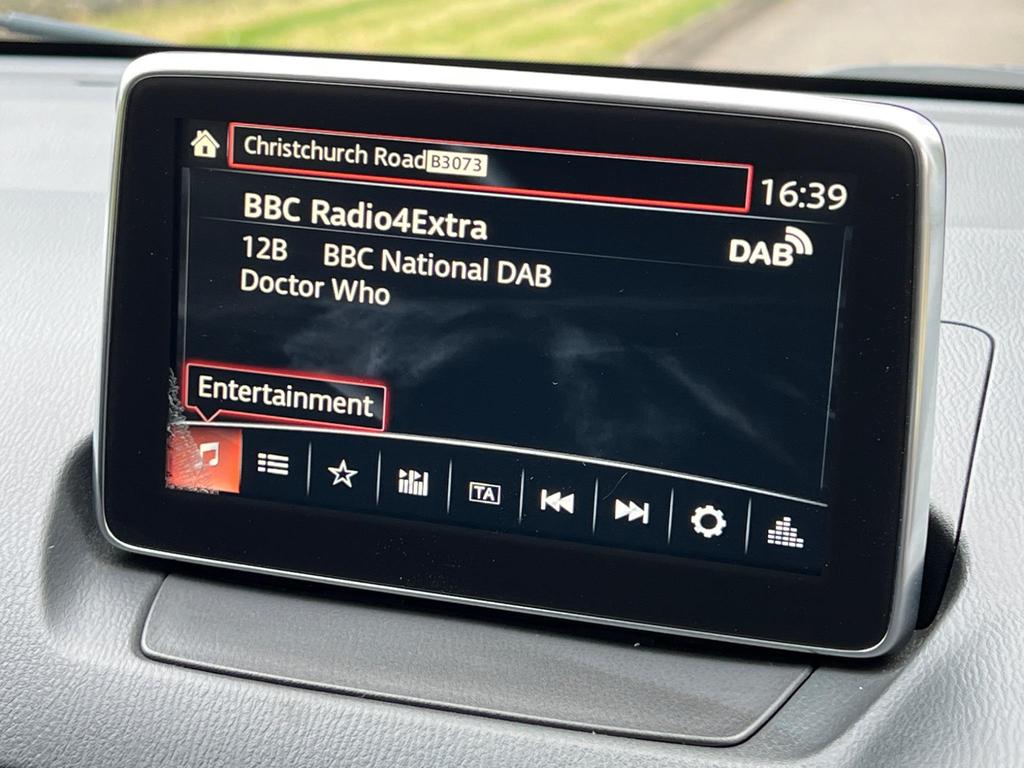 Christchurch Road B3073
16:39
BBC Radio4Extra
DAB
12B BBC National DAB
Doctor Who
Entertainment
TA